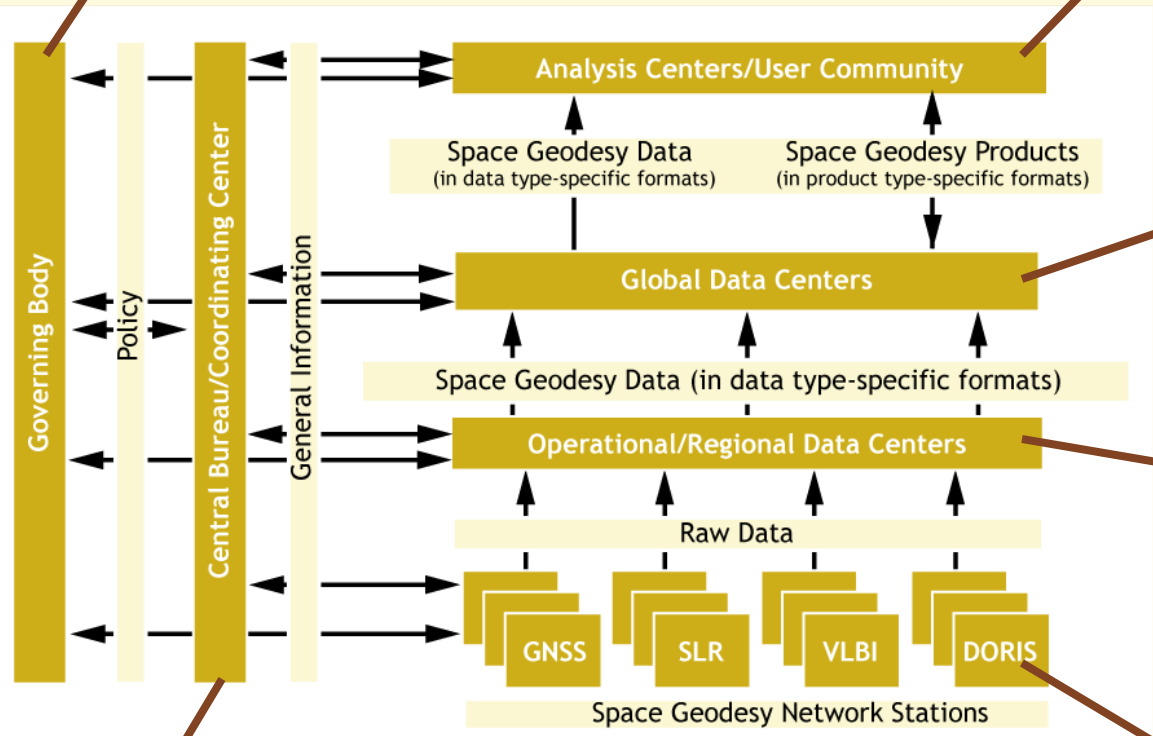 Governing Body
Policy
Central Bureau/Coordinating Center
General Information
Analysis Centers/User Community
Space Geodesy Data
(in data type-specific formats)
Space Geodesy Products
(in product type-specific formats)
Global Data Centers
Space Geodesy Data (in data type-specific formats)
Operational/Regional Data Centers
Raw Data
GNSS
SLR
VLBI
DORIS
Space Geodesy Network Stations